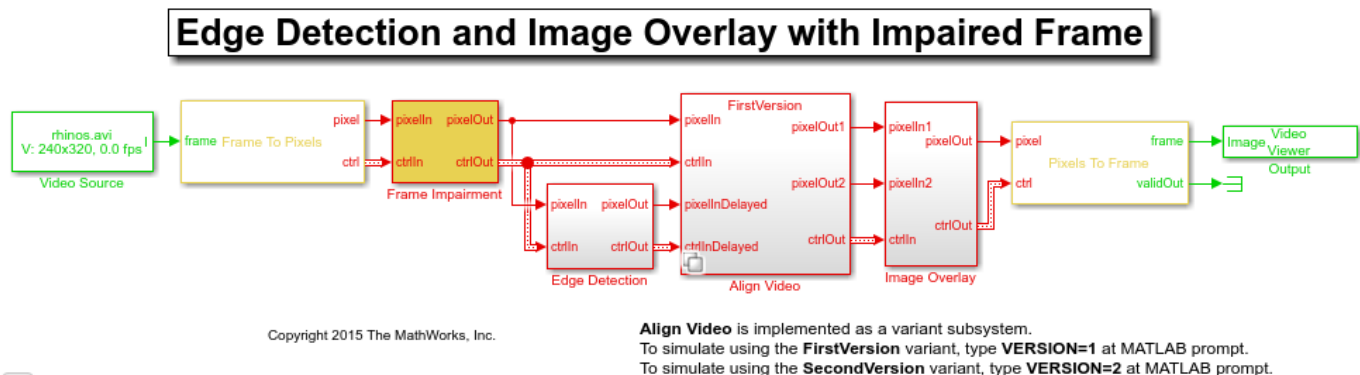 Edge Detection and Image Overlay with Impaired Frame
rhinos.avi
V: 240x320, 0.0 fps
I
Video Source
frame
Frame To Pixels
pixel
ctrl
pixelIn
pixelOut
ctrlIn
ctrlOut
Frame Impairment
pixelIn
pixelOut
ctrlIn
ctrlOut
Edge Detection
FirstVersion
pixelIn
pixelOut1
ctrlIn
pixelOut2
pixelInDelayed
ctrlOut
ctrlInDelayed
Align Video
pixelIn1
pixelOut
pixelIn2
ctrlOut
ctrlIn
Image Overlay
pixel
frame
Pixels To Frame
ctrl
validOut
Image
Video
Viewer
Output
Copyright 2015 The MathWorks, Inc.
Align Video is implemented as a variant subsystem.
To simulate using the FirstVersion variant, type VERSION=1 at MATLAB prompt.
To simulate using the SecondVersion variant, type VERSION=2 at MATLAB prompt.